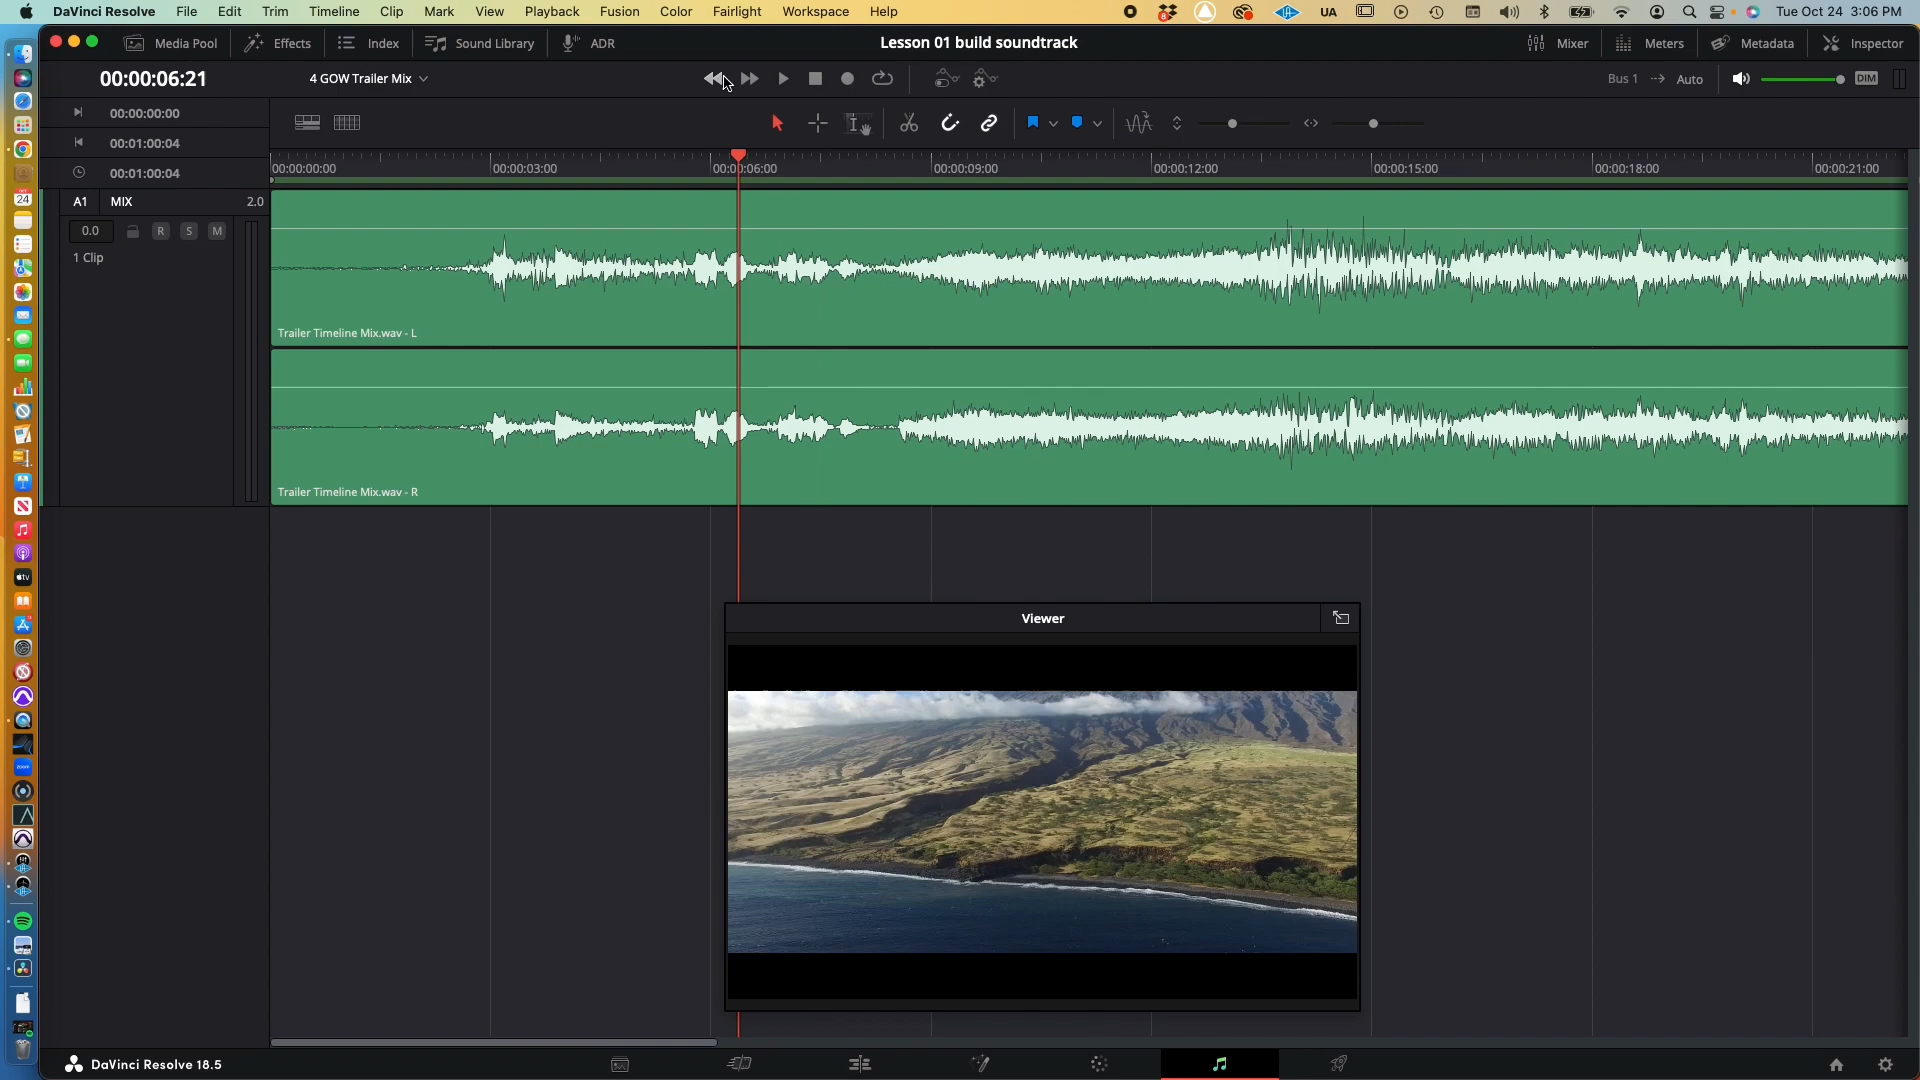 DaVinci Resolve File Edit Trim Timeline Clip Mark View Playback Fusion Color Fairlight Workspace Help UA Tue Oct 24 3:06 PM
Media Pool Effects Index Sound Library ADR Lesson 01 build soundtrack Mixer Meters Metadata Inspector
00:00:06:21 4 GOW Trailer Mix Bus 1 Auto DIM
00:00:00:00
00:01:00:04
00:01:00:04
00:00:00:00 00:00:03:00 00:00:06:00 00:00:09:00 00:00:12:00 00:00:15:00 00:00:18:00 00:00:21:00
A1 MIX 2.0
0.0 R S M
1 Clip
Trailer Timeline Mix.wav - L
Trailer Timeline Mix.wav - R
Viewer
DaVinci Resolve 18.5